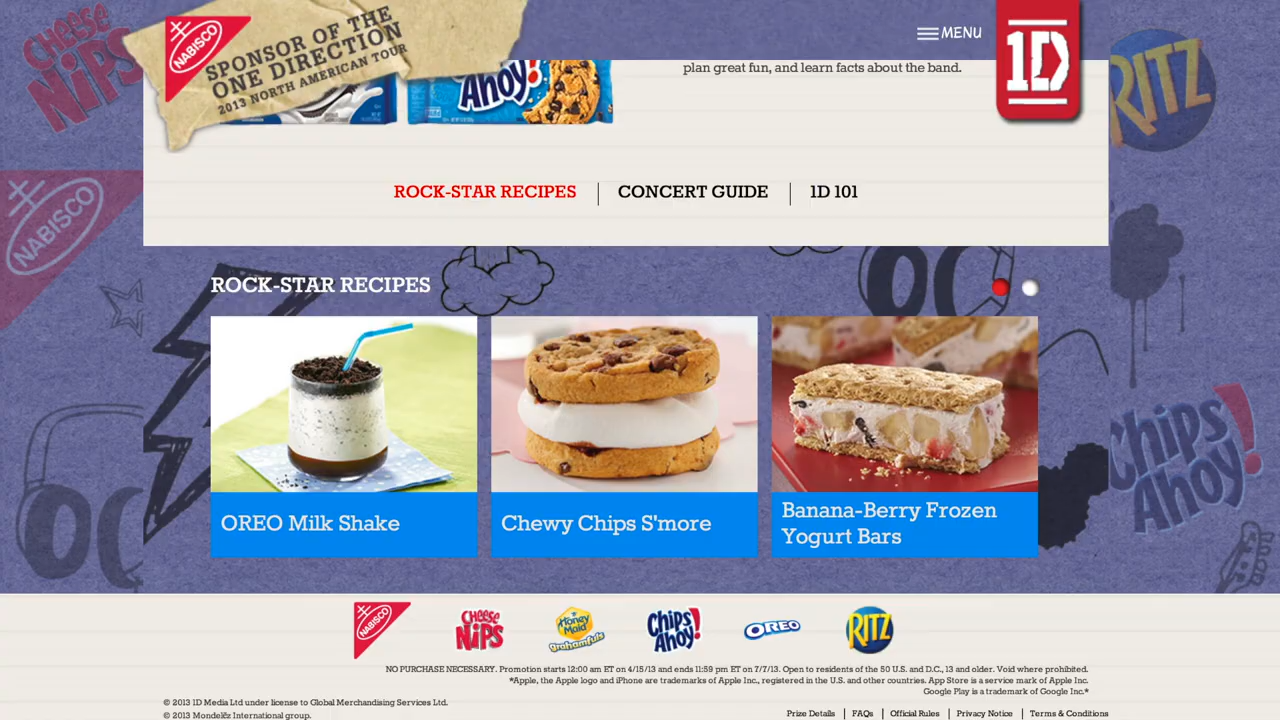 CHEESE NIPS
NABISCO
SPONSOR OF THE
ONE DIRECTION
2013 NORTH AMERICAN TOUR
MENU
1D
RITZ
Ahoy!
plan great fun, and learn facts about the band.
NABISCO
ROCK-STAR RECIPES
CONCERT GUIDE
1D 101
ROCK-STAR RECIPES
OREO Milk Shake
Chewy Chips S'more
Banana-Berry Frozen
Yogurt Bars
Chips Ahoy!
NABISCO
CHEESE NiPS
Honey Maid grahamfuls
Chips Ahoy!
OREO
RITZ
NO PURCHASE NECESSARY. Promotion starts 12:00 am ET on 4/15/13 and ends 11:59 pm ET on 7/7/13. Open to residents of the 50 U.S. and D.C., 13 and older. Void where prohibited.
*Apple, the Apple logo and iPhone are trademarks of Apple Inc., registered in the U.S. and other countries. App Store is a service mark of Apple Inc.
Google Play is a trademark of Google Inc.*
© 2013 1D Media Ltd under license to Global Merchandising Services Ltd.
© 2013 Mondelēz International group.
Prize Details
FAQs
Official Rules
Privacy Notice
Terms & Conditions